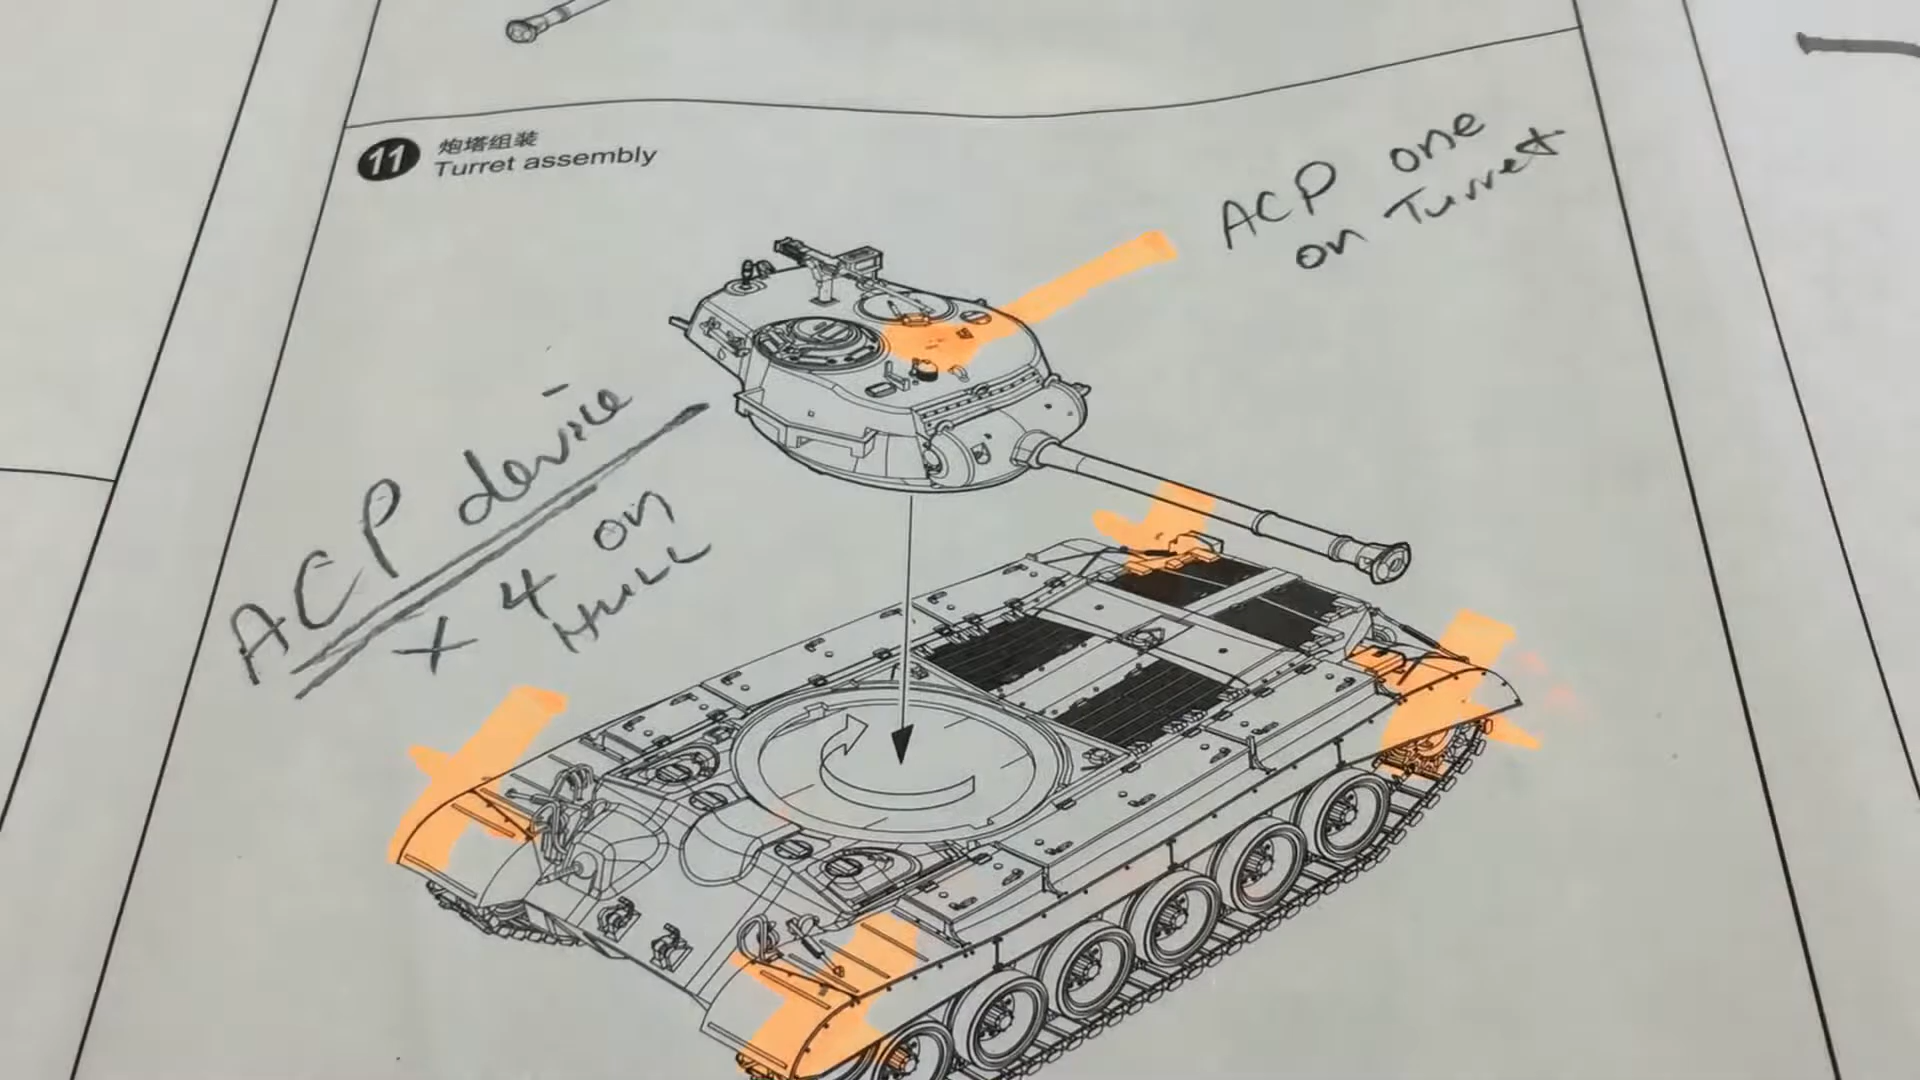 11 炮塔组装
Turret assembly
ACP one
on Turret
ACP device
x 4 on
Hull